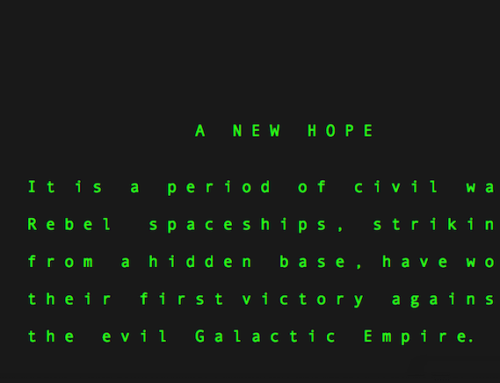 A NEW HOPE
It is a period of civil wa
Rebel spaceships, strikin
from a hidden base, have wo
their first victory agains
the evil Galactic Empire.